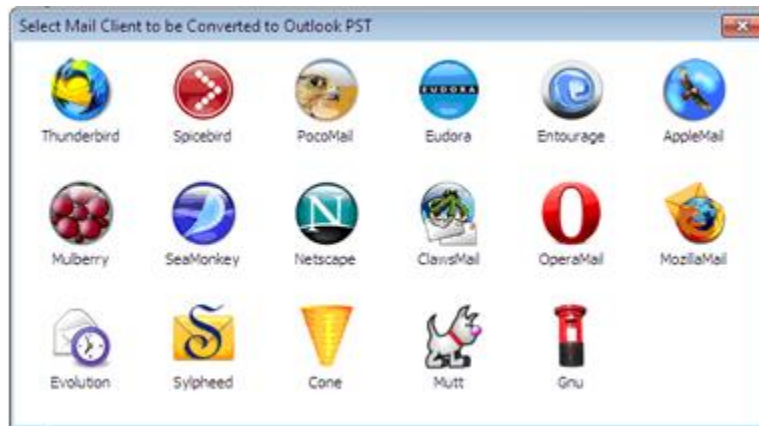 Select Mail Client to be Converted to Outlook PST
EUDORA
Thunderbird Spicebird PocoMail Eudora Entourage AppleMail
N
Mulberry SeaMonkey Netscape ClawsMail OperaMail MozillaMail
S
Evolution Sylpheed Cone Mutt Gnu